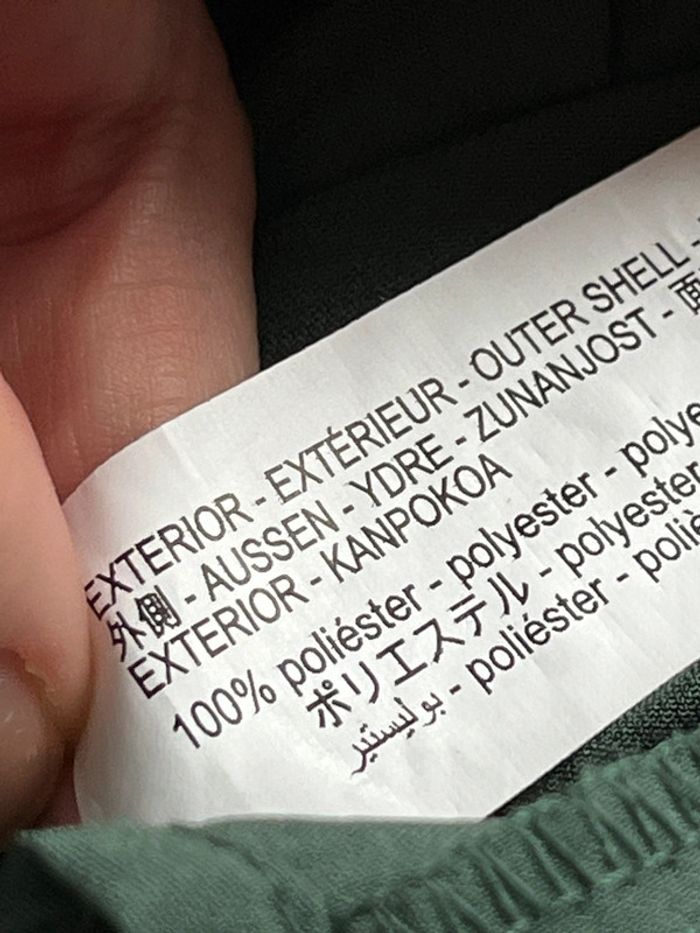 EXTERIOR - EXTÉRIEUR - OUTER SHELL -
外側 - AUSSEN - YDRE - ZUNANJOST - 面
EXTERIOR - KANPOKOA
100% poliéster - polyester - polye
ポリエステル - polyester
بوليستير - poliéster - poliè